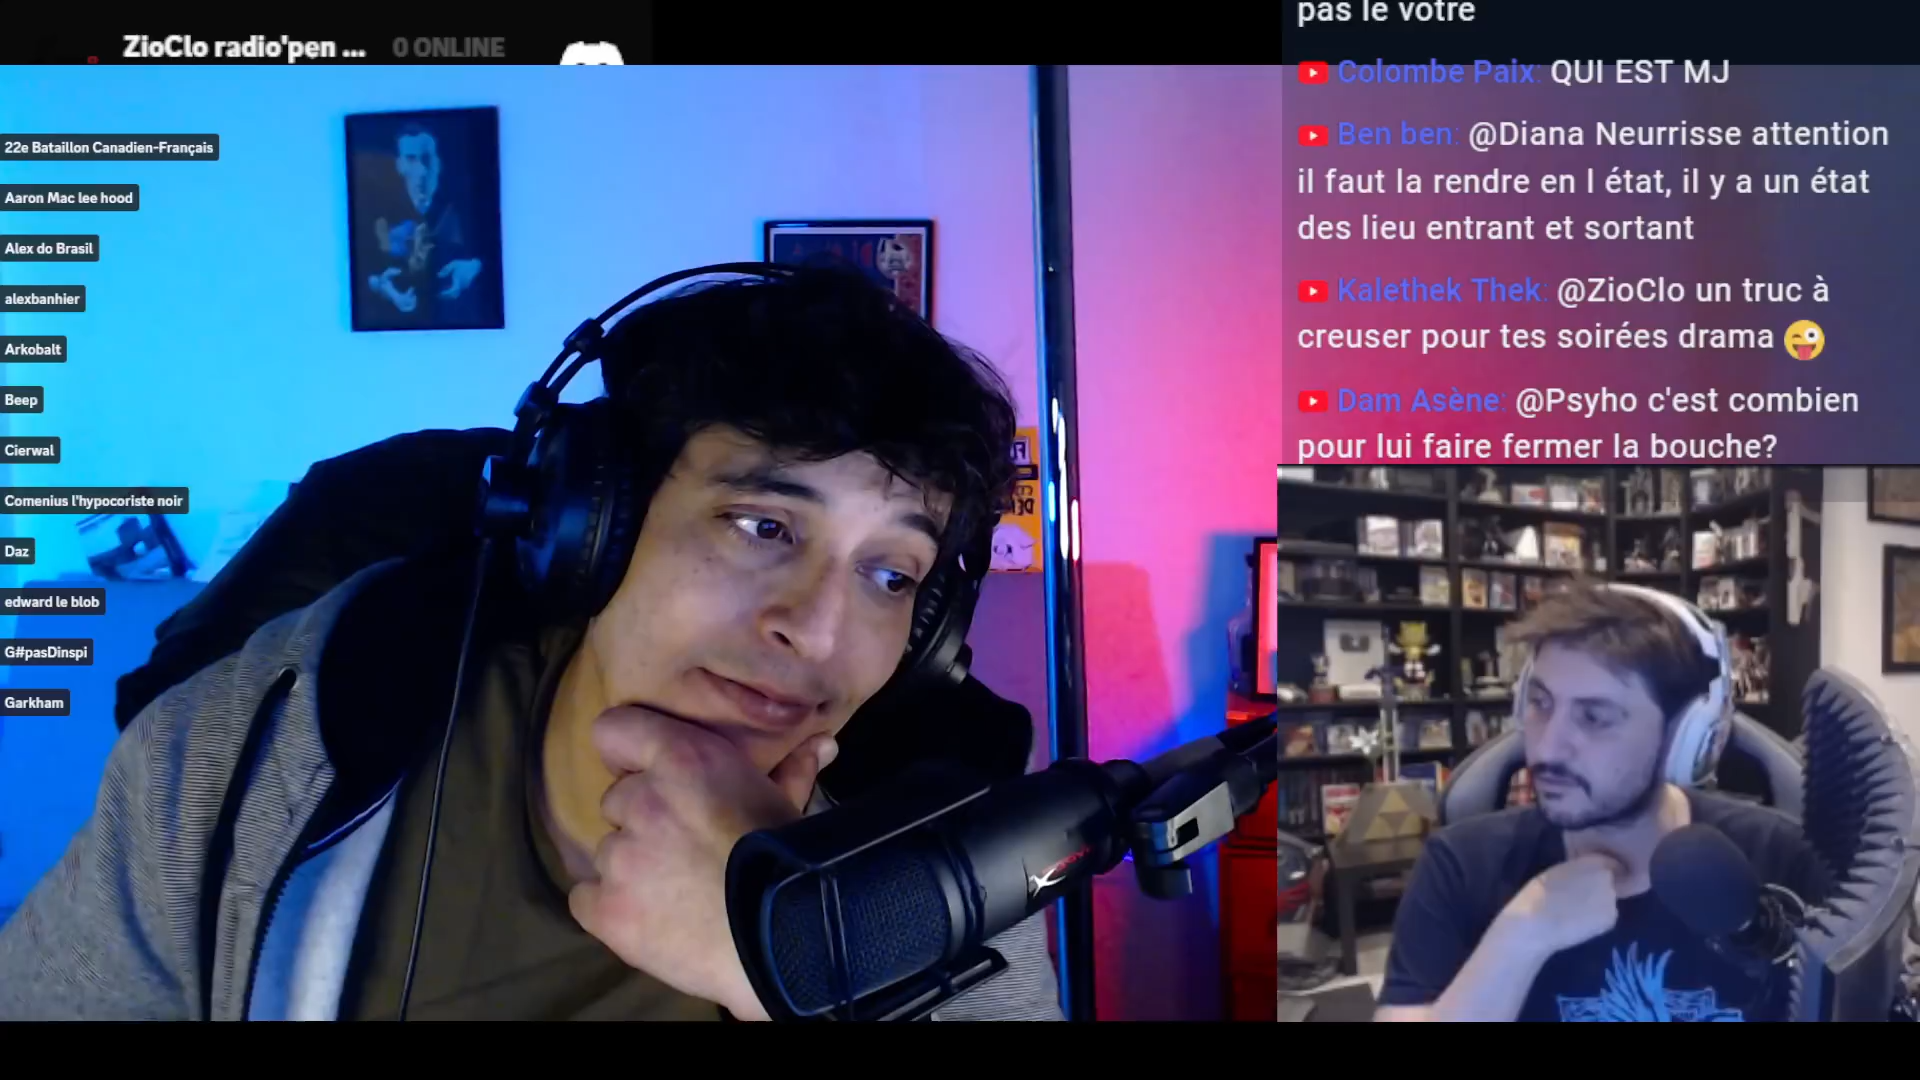 ZioClo radio'pen ... 0 ONLINE
22e Bataillon Canadien-Français
Aaron Mac lee hood
Alex do Brasil
alexbanhier
Arkobalt
Beep
Cierwal
Comenius l'hypocoriste noir
Daz
edward le blob
G#pasDinspi
Garkham
pas le votre
Colombe Paix: QUI EST MJ
Ben ben: @Diana Neurrisse attention
il faut la rendre en l état, il y a un état
des lieu entrant et sortant
Kalethek Thek: @ZioClo un truc à
creuser pour tes soirées drama 😜
Dam Asène: @Psyho c'est combien
pour lui faire fermer la bouche?